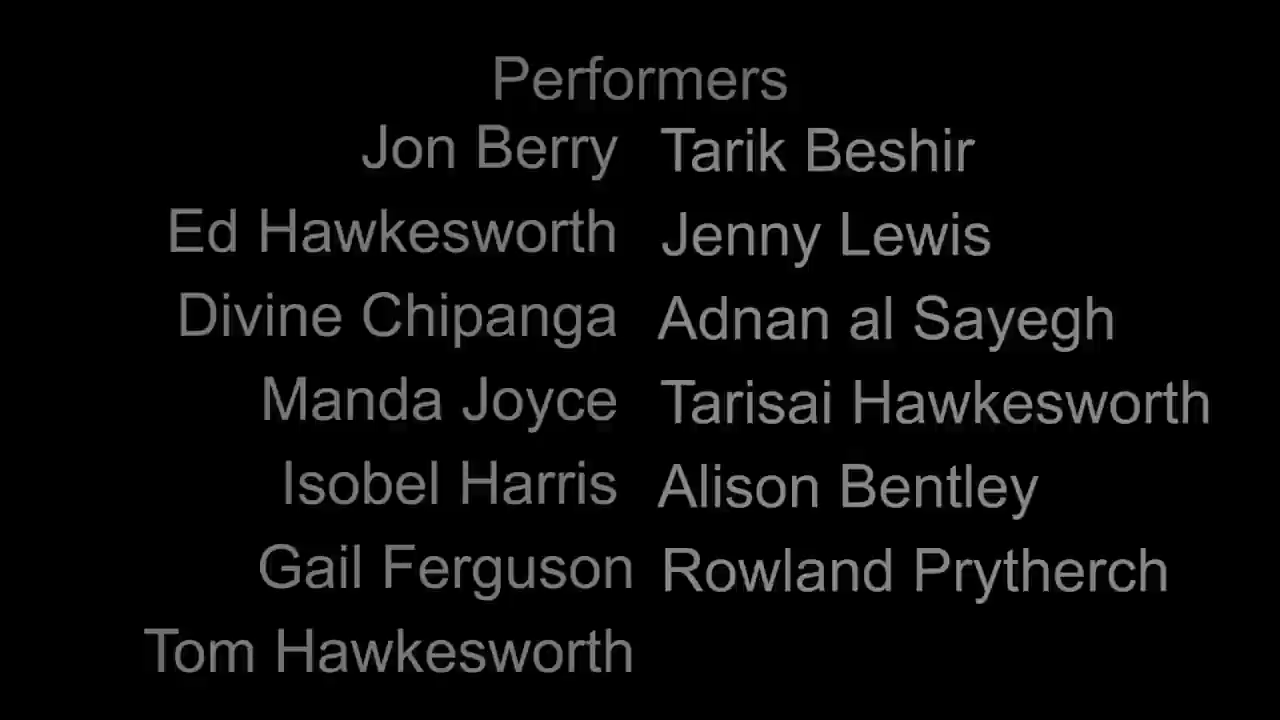 Performers
Jon Berry
Tarik Beshir
Ed Hawkesworth
Jenny Lewis
Divine Chipanga
Adnan al Sayegh
Manda Joyce
Tarisai Hawkesworth
Isobel Harris
Alison Bentley
Gail Ferguson
Rowland Prytherch
Tom Hawkesworth